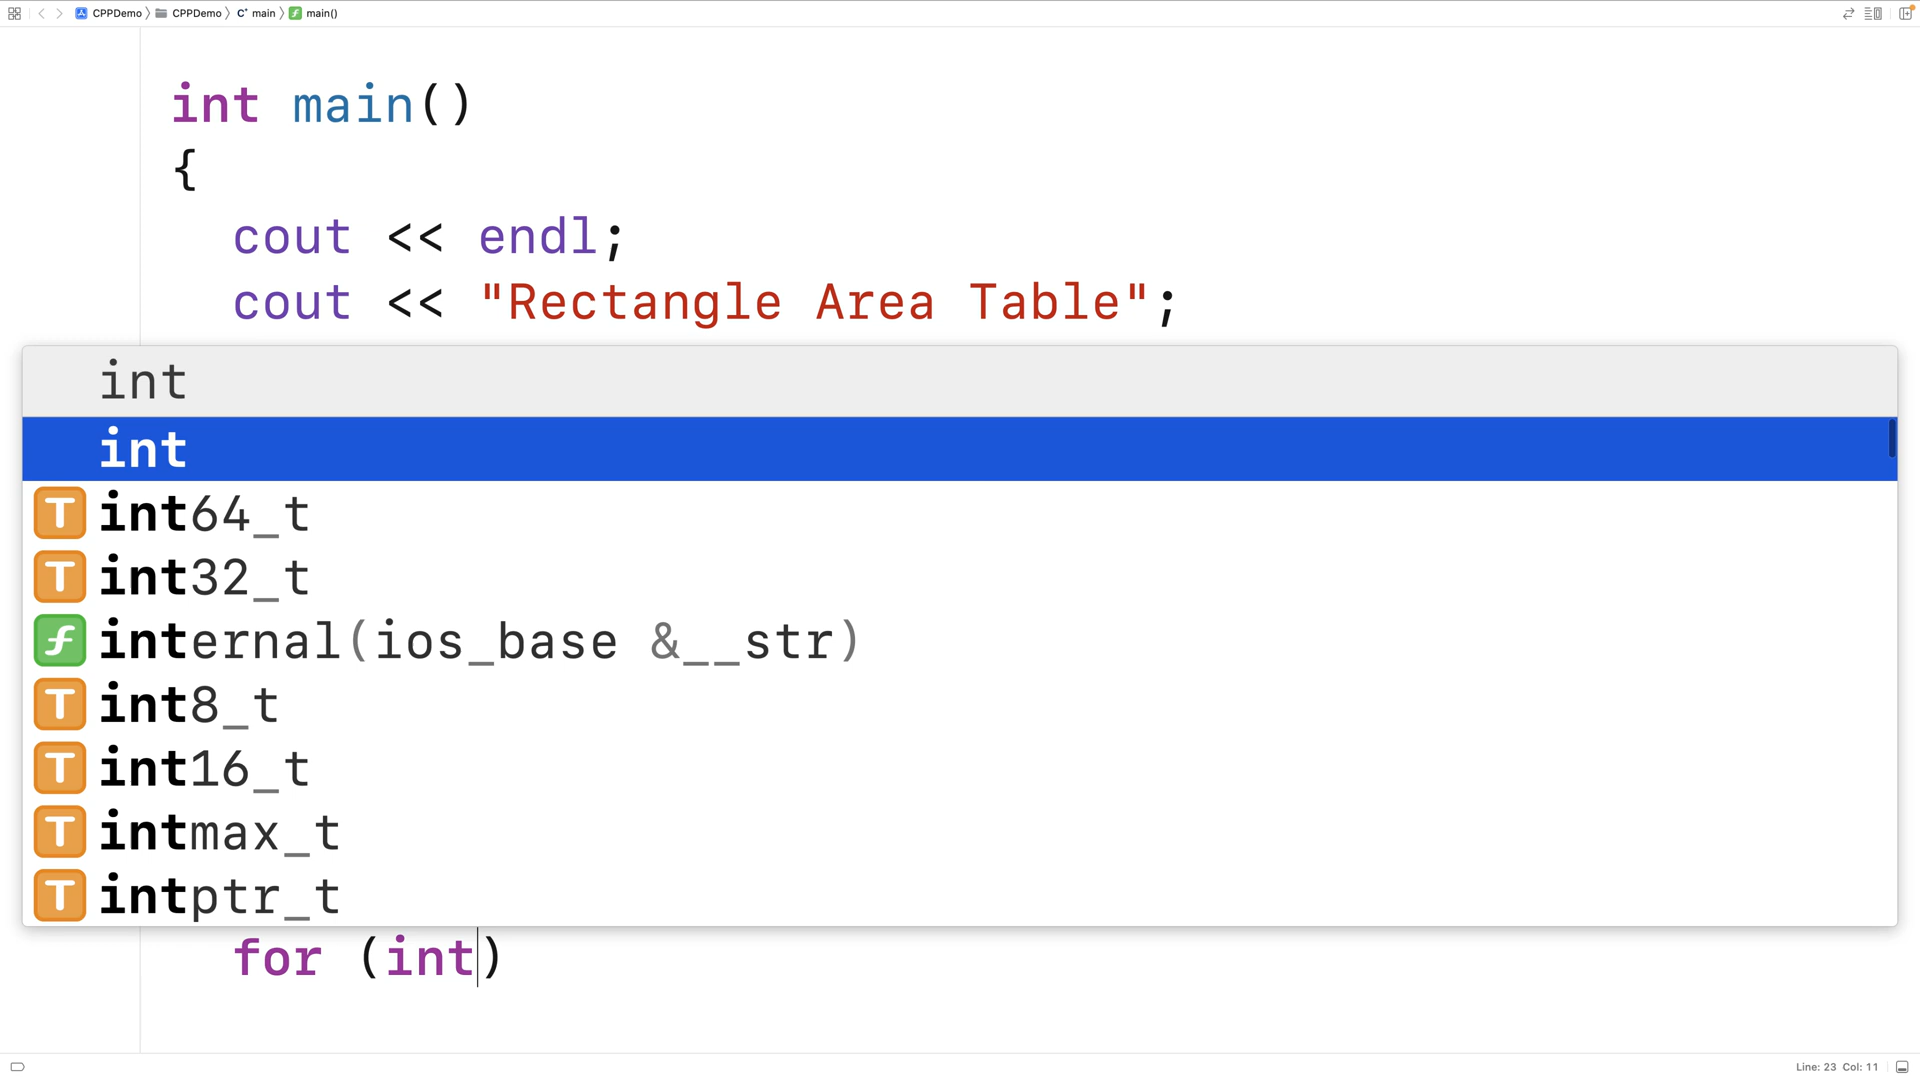 CPPDemo 〉 CPPDemo 〉 C⁺ main 〉 f main()
int main()
{
cout << endl;
cout << "Rectangle Area Table";
int
int
T int64_t
T int32_t
f internal(ios_base &__str)
T int8_t
T int16_t
T intmax_t
T intptr_t
for (int)
Line: 23 Col: 11